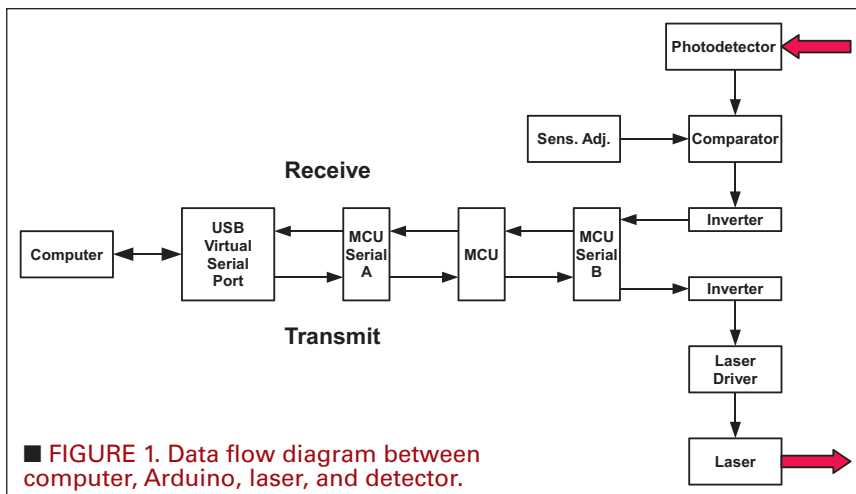 Photodetector
Sens. Adj.
Comparator
Receive
Inverter
Computer
USB
Virtual
Serial
Port
MCU
Serial
A
MCU
MCU
Serial
B
Inverter
Transmit
Laser
Driver
Laser
■ FIGURE 1. Data flow diagram between
computer, Arduino, laser, and detector.